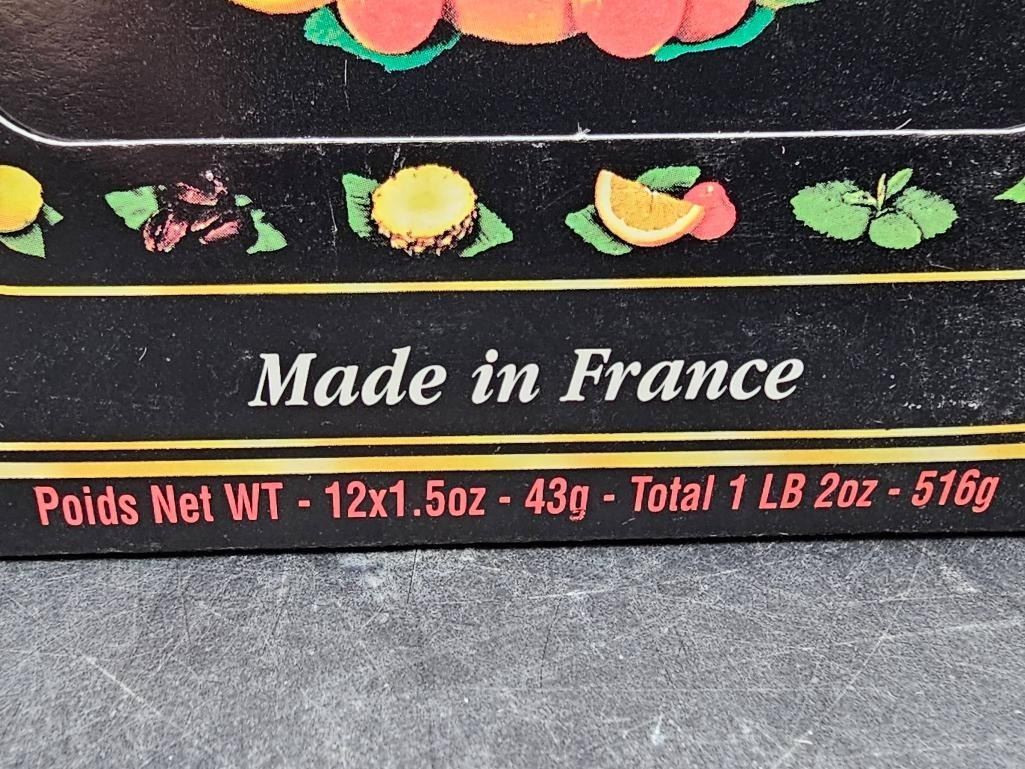 Made in France
Poids Net WT - 12x1.5oz - 43g - Total 1 LB 2oz - 516g